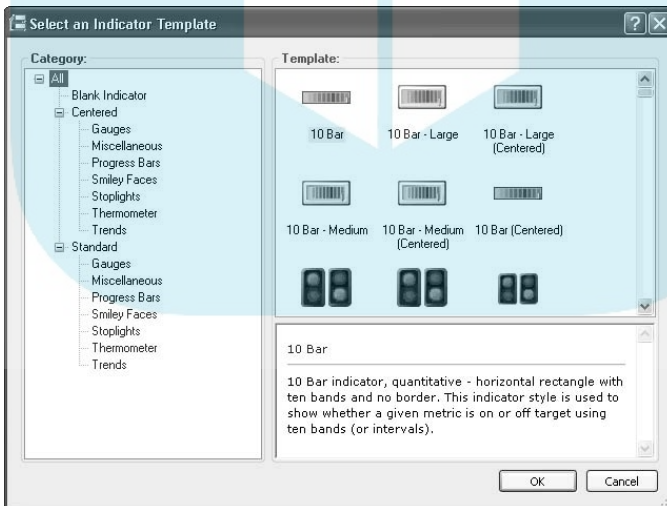 Select an Indicator Template
Category:
All
Blank Indicator
Centered
Gauges
Miscellaneous
Progress Bars
Smiley Faces
Stoplights
Thermometer
Trends
Standard
Gauges
Miscellaneous
Progress Bars
Smiley Faces
Stoplights
Thermometer
Trends
Template:
10 Bar
10 Bar - Large
10 Bar - Large
(Centered)
10 Bar - Medium
10 Bar - Medium
(Centered)
10 Bar (Centered)
10 Bar
10 Bar indicator, quantitative - horizontal rectangle with
ten bands and no border. This indicator style is used to
show whether a given metric is on or off target using
ten bands (or intervals).
OK
Cancel